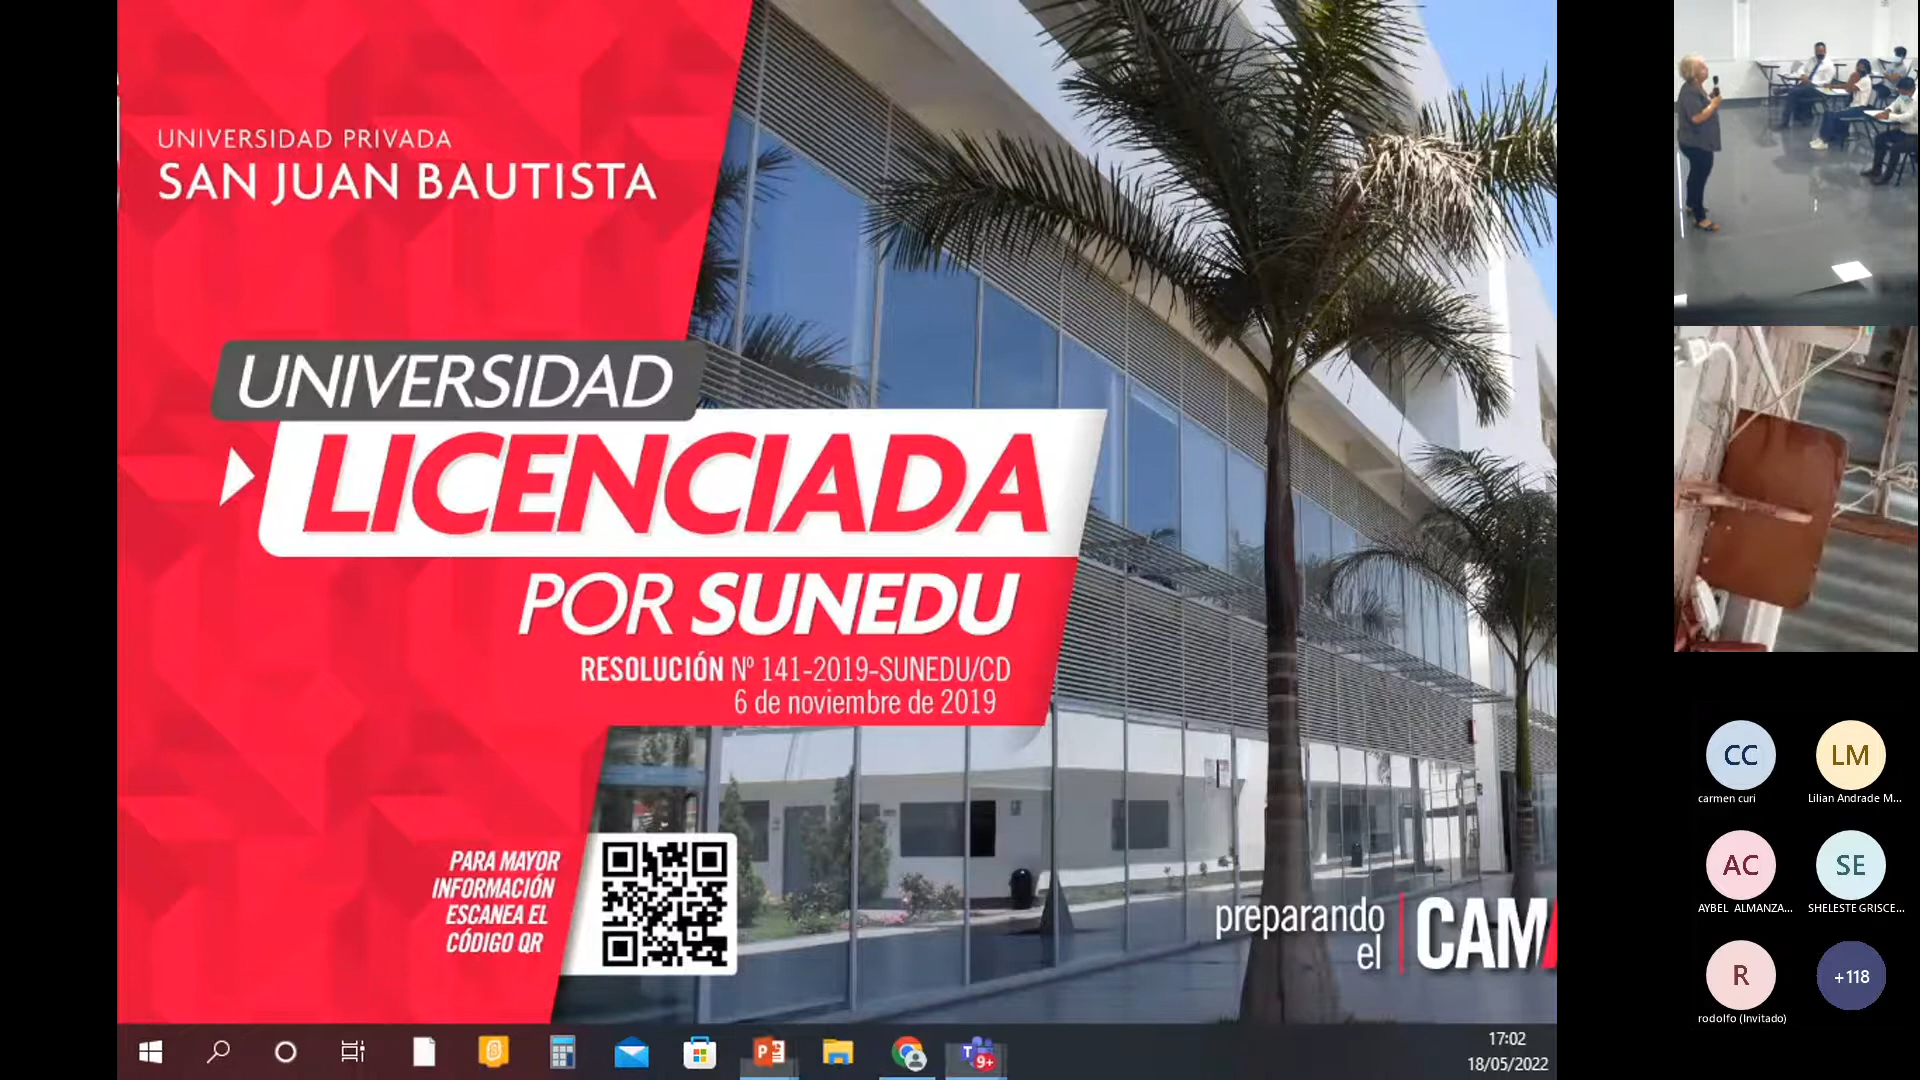 UNIVERSIDAD PRIVADA
SAN JUAN BAUTISTA
UNIVERSIDAD
LICENCIADA
POR SUNEDU
RESOLUCIÓN Nº 141-2019-SUNEDU/CD
6 de noviembre de 2019
PARA MAYOR
INFORMACIÓN
ESCANEA EL
CÓDIGO QR
preparando
el
CAM
17:02
18/05/2022
9+
CC
carmen curi
LM
Lilian Andrade M...
AC
AYBEL ALMANZA...
SE
SHELESTE GRISCE...
R
rodolfo (Invitado)
+118